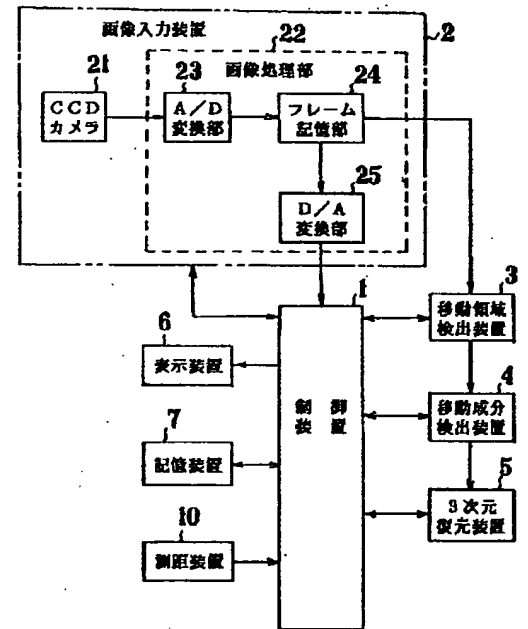 画像入力装置
2
22
画像処理部
21
CCD
カメラ
23
A/D
変換部
24
フレーム
記憶部
25
D/A
変換部
1
制御
装置
3
移動領域
検出装置
4
移動成分
検出装置
5
3次元
復元装置
6
表示装置
7
記憶装置
10
測距装置